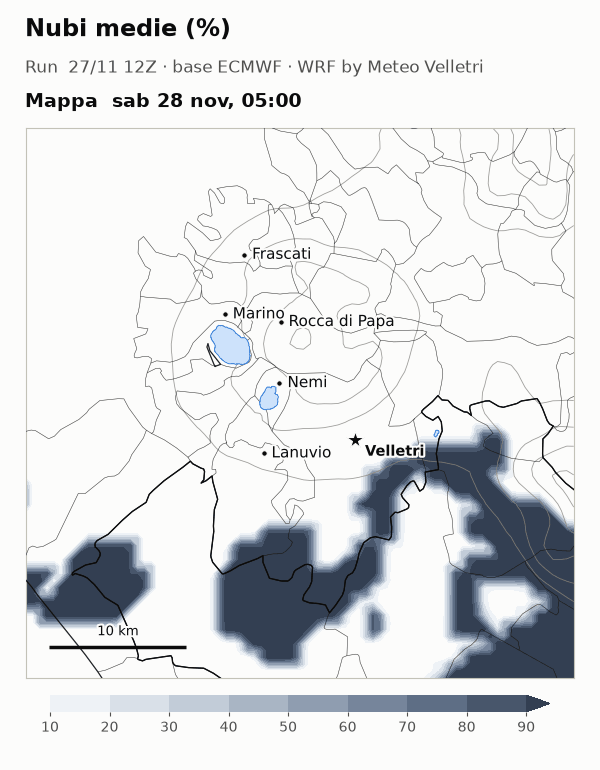 Nubi medie (%)
Run  27/11 12Z · base ECMWF · WRF by Meteo Velletri
Mappa  sab 28 nov, 05:00
Frascati
Marino
Rocca di Papa
Nemi
Velletri
Lanuvio
10 km
10 20 30 40 50 60 70 80 90